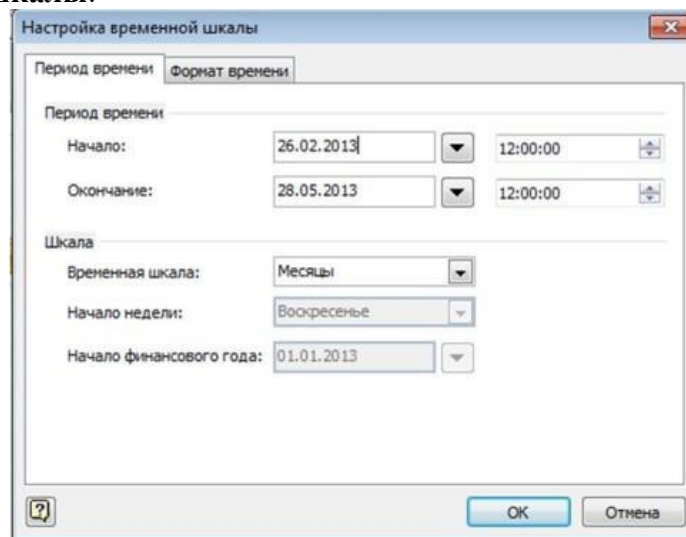 Настройка временной шкалы
Период времени Формат времени
Период времени
Начало: 26.02.2013 12:00:00
Окончание: 28.05.2013 12:00:00
Шкала
Временная шкала: Месяцы
Начало недели: Воскресенье
Начало финансового года: 01.01.2013
OK Отмена